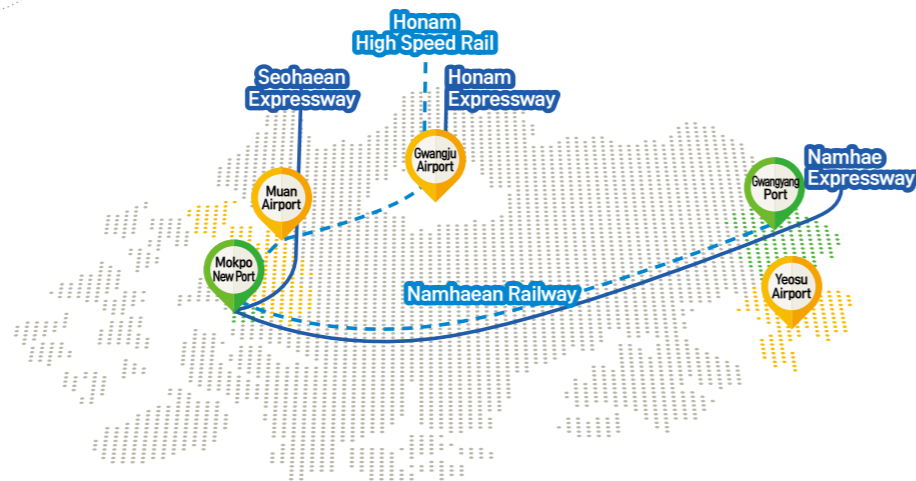 Honam
High Speed Rail
Seohaean
Expressway
Honam
Expressway
Gwangju
Airport
Namhae
Expressway
Gwangyang
Port
Muan
Airport
Mokpo
New Port
Yeosu
Airport
Namhaean Railway